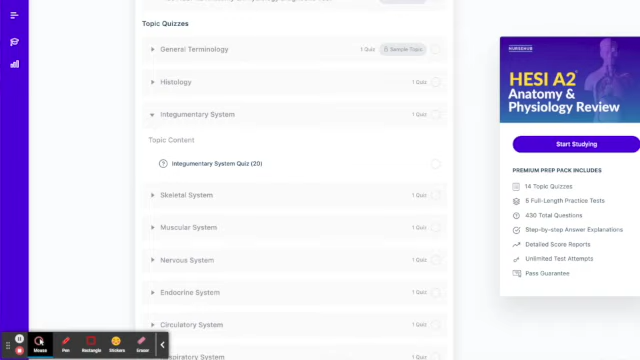 Topic Quizzes
General Terminology
1 Quiz
Sample Topic
Histology
1 Quiz
Integumentary System
1 Quiz
Topic Content
Integumentary System Quiz (20)
Skeletal System
1 Quiz
Muscular System
1 Quiz
Nervous System
1 Quiz
Endocrine System
1 Quiz
Circulatory System
1 Quiz
1 Quiz
NURSEHUB
HESI A2
Anatomy &
Physiology Review
Start Studying
PREMIUM PREP PACK INCLUDES
14 Topic Quizzes
5 Full-Length Practice Tests
430 Total Questions
Step-by-step Answer Explanations
Detailed Score Reports
Unlimited Test Attempts
Pass Guarantee
Mouse
Pen
Rectangle
Stickers
Eraser